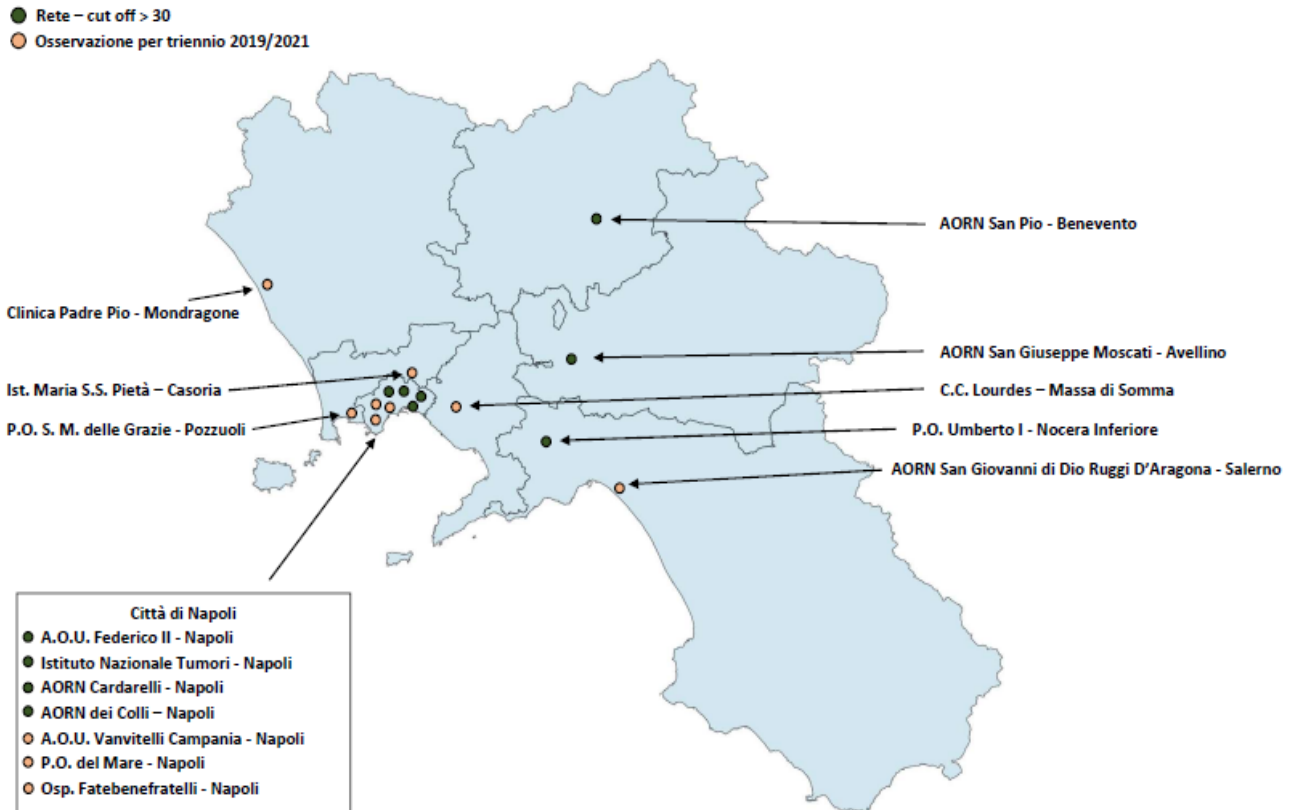 Rete – cut off > 30
Osservazione per triennio 2019/2021
AORN San Pio - Benevento
Clinica Padre Pio - Mondragone
AORN San Giuseppe Moscati - Avellino
Ist. Maria S.S. Pietà – Casoria
C.C. Lourdes – Massa di Somma
P.O. S. M. delle Grazie - Pozzuoli
P.O. Umberto I - Nocera Inferiore
AORN San Giovanni di Dio Ruggi D’Aragona - Salerno
Città di Napoli
A.O.U. Federico II - Napoli
Istituto Nazionale Tumori - Napoli
AORN Cardarelli - Napoli
AORN dei Colli – Napoli
A.O.U. Vanvitelli Campania - Napoli
P.O. del Mare - Napoli
Osp. Fatebenefratelli - Napoli